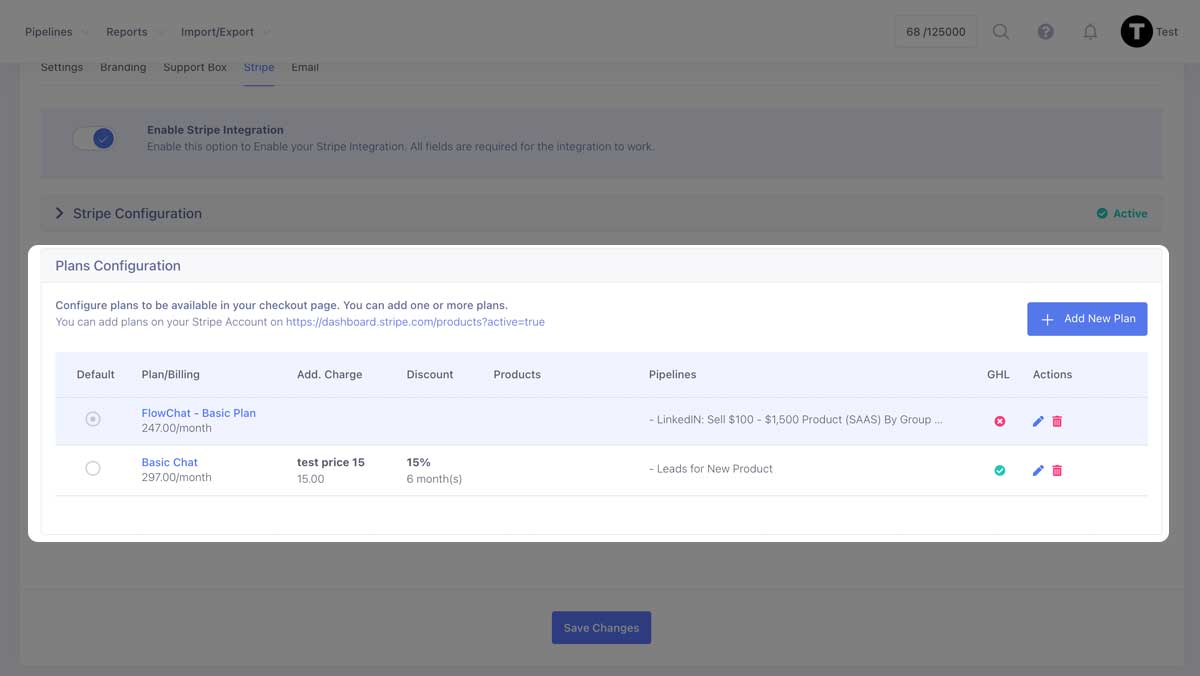 Pipelines Reports Import/Export 68 /125000 ? T Test
Settings Branding Support Box Stripe Email
Enable Stripe Integration
Enable this option to Enable your Stripe Integration. All fields are required for the integration to work.
Stripe Configuration Active
Plans Configuration
Configure plans to be available in your checkout page. You can add one or more plans.
You can add plans on your Stripe Account on https://dashboard.stripe.com/products?active=true
+ Add New Plan
Default Plan/Billing Add. Charge Discount Products Pipelines GHL Actions
FlowChat - Basic Plan
247.00/month
- LinkedIN: Sell $100 - $1,500 Product (SAAS) By Group ...
Basic Chat test price 15 15%
297.00/month 15.00 6 month(s)
- Leads for New Product
Save Changes